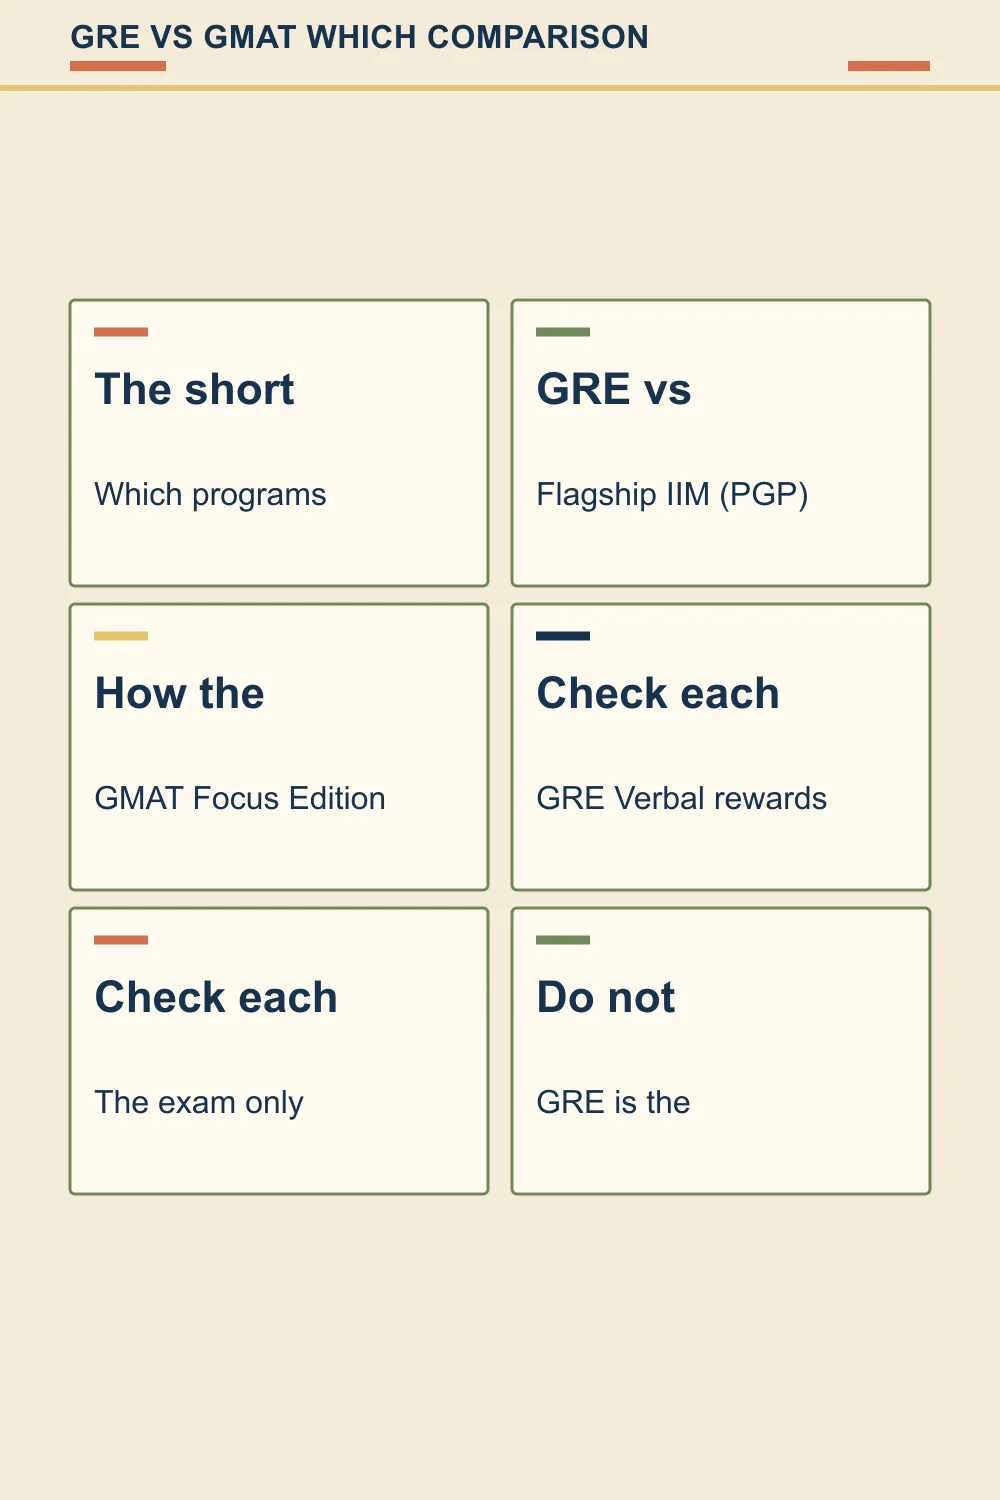 GRE VS GMAT WHICH COMPARISON
The short
Which programs
GRE vs
Flagship IIM (PGP)
How the
GMAT Focus Edition
Check each
GRE Verbal rewards
Check each
The exam only
Do not
GRE is the